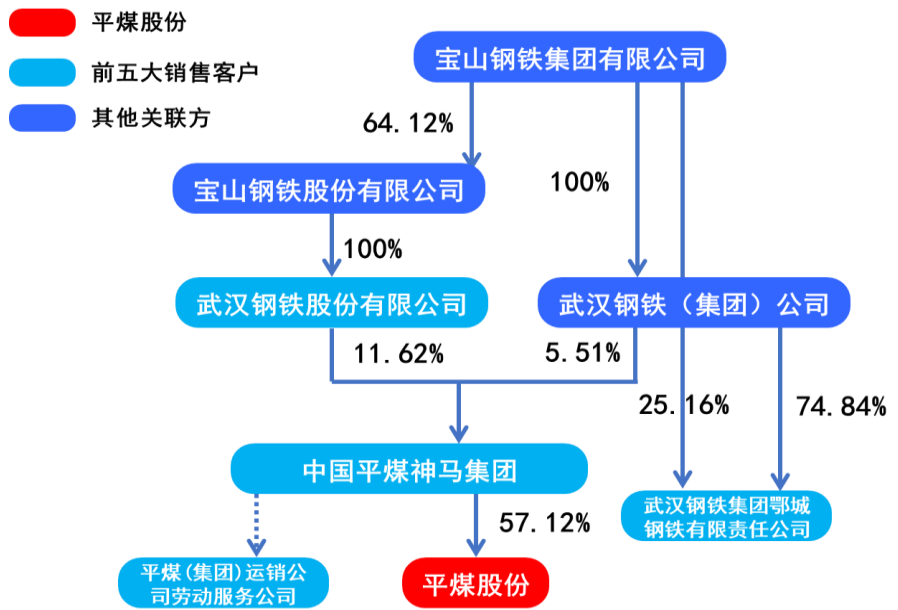 平煤股份
前五大销售客户
其他关联方
宝山钢铁集团有限公司
64.12%
宝山钢铁股份有限公司
100%
100%
武汉钢铁股份有限公司
武汉钢铁（集团）公司
11.62%
5.51%
25.16%
74.84%
中国平煤神马集团
武汉钢铁集团鄂城
钢铁有限责任公司
57.12%
平煤(集团)运销公
司劳动服务公司
平煤股份